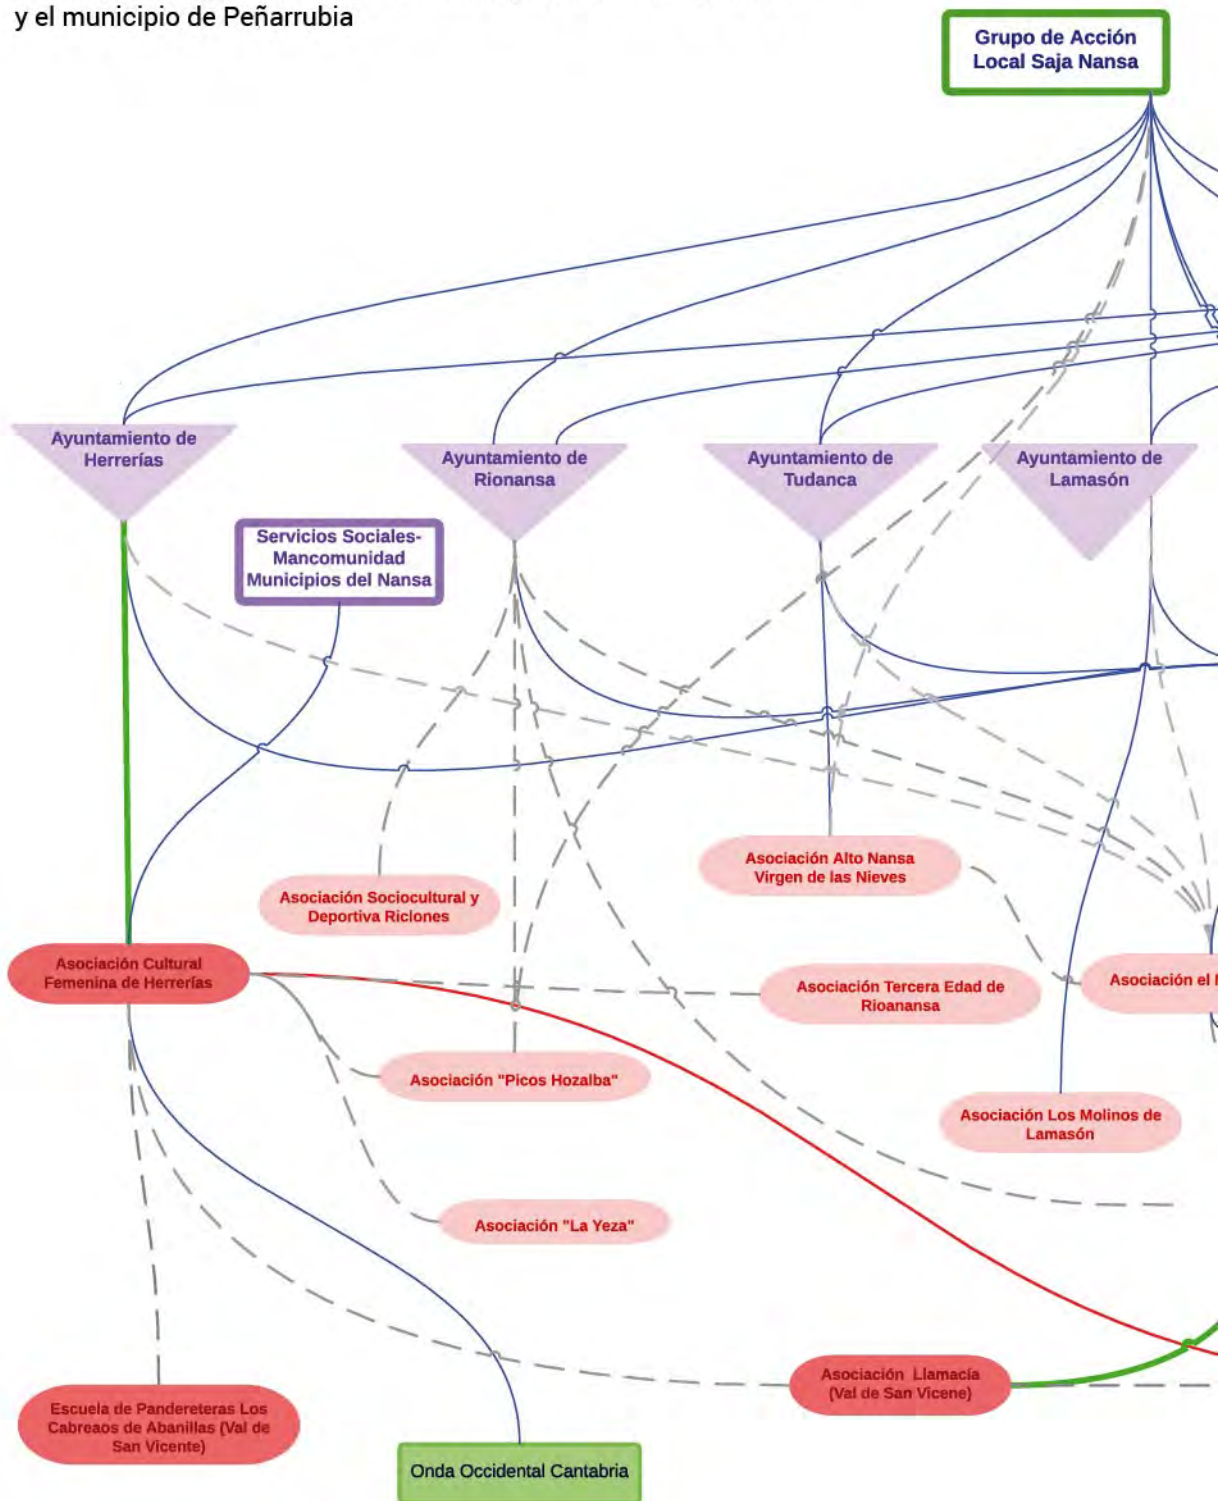 y el municipio de Peñarrubia
Grupo de Acción
Local Saja Nansa
Ayuntamiento de
Herrerías
Ayuntamiento de
Rionansa
Ayuntamiento de
Tudanca
Ayuntamiento de
Lamasón
Servicios Sociales-
Mancomunidad
Municipios del Nansa
Asociación Alto Nansa
Virgen de las Nieves
Asociación Sociocultural y
Deportiva Riclones
Asociación Cultural
Femenina de Herrerías
Asociación Tercera Edad de
Rioanansa
Asociación el
Asociación "Picos Hozalba"
Asociación Los Molinos de
Lamasón
Asociación "La Yeza"
Asociación Llamacía
(Val de San Vicene)
Escuela de Pandereteras Los
Cabreaos de Abanillas (Val de
San Vicente)
Onda Occidental Cantabria